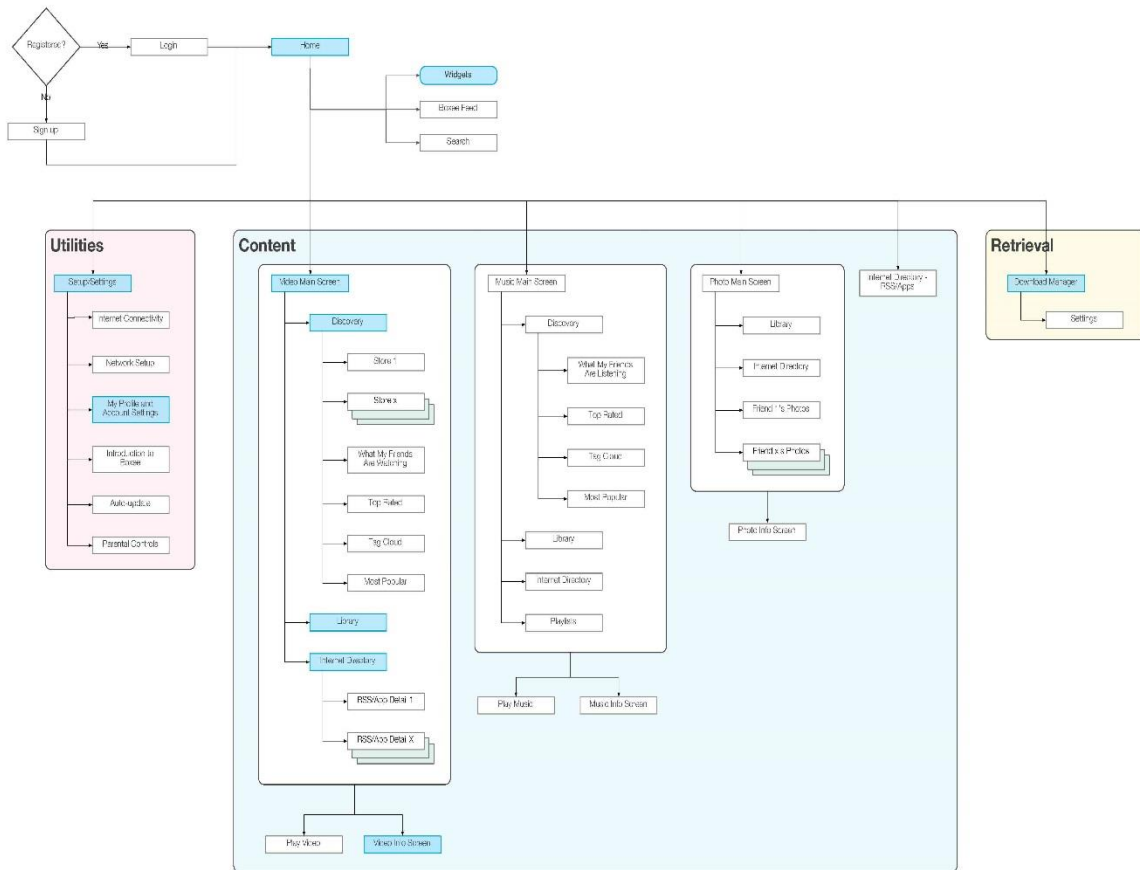 Registered?
Yes
Login
Home
No
Sign up
Widgets
Boxee Feed
Search
Utilities
Setup/Settings
Internet Connectivity
Network Setup
My Profile and
Account Settings
Introduction to
Boxee
Auto-update
Parental Controls
Content
Video Main Screen
Discovery
Store 1
Store x
What My Friends
Are Watching
Top Rated
Tag Cloud
Most Popular
Library
Internet Directory
RSS/App Detail 1
RSS/App Detail X
Play Video
Video Info Screen
Music Main Screen
Discovery
What My Friends
Are Listening
Top Rated
Tag Cloud
Most Popular
Library
Internet Directory
Playlists
Play Music
Music Info Screen
Photo Main Screen
Library
Internet Directory
Friend 1's Photos
Friend x's Photos
Photo Info Screen
Internet Directory -
RSS/Apps
Retrieval
Download Manager
Settings